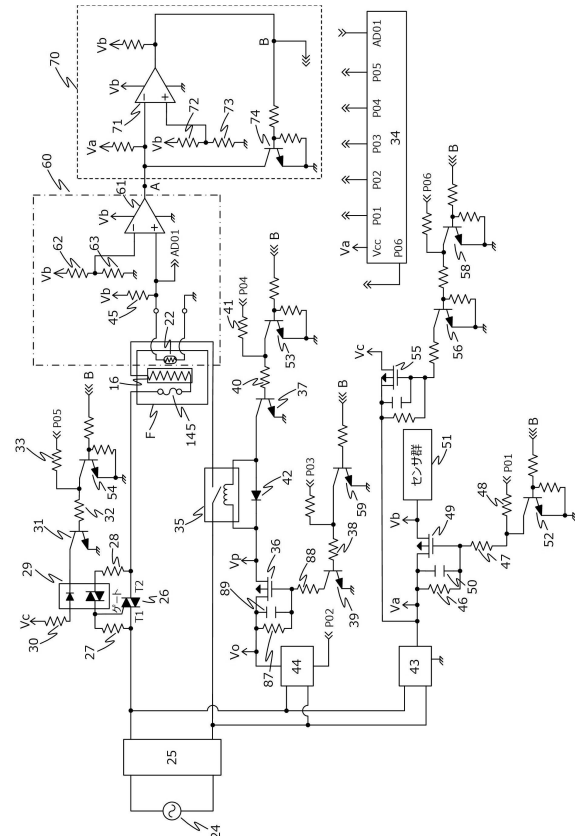 70
Vb
Vb
B
Va
71
72
Vb
73
74
A
60
61
Vb
62
Vb
63
Vb
45
AD01
22
16
F
145
33
P05
B
31
32
54
29
Vc
30
ゲート
28
27
T1
T2
26
25
24
41
P04
B
40
53
37
35
42
Vp
36
89
88
Vo
87
44
P02
P03
B
38
59
39
Va
Vcc
P01
P02
P03
P04
P05
AD01
34
P06
P06
B
58
56
Vc
55
センサ群
51
Vb
49
Va
46
50
47
48
P01
B
52
43